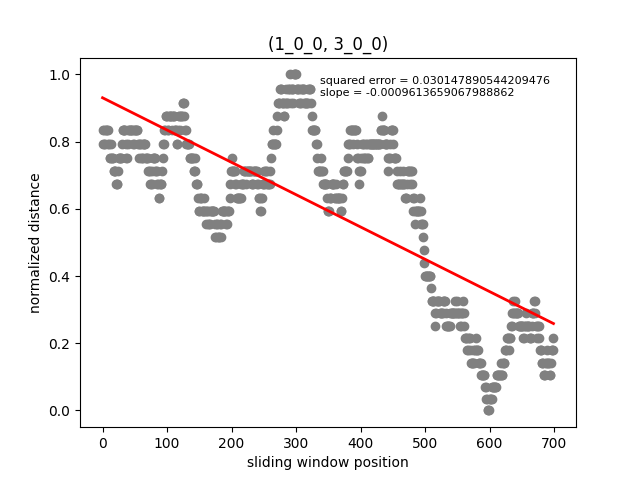 (1_0_0, 3_0_0)
squared error = 0.030147890544209476
slope = -0.0009613659067988862
normalized distance
1.0
0.8
0.6
0.4
0.2
0.0
0 100 200 300 400 500 600 700
sliding window position